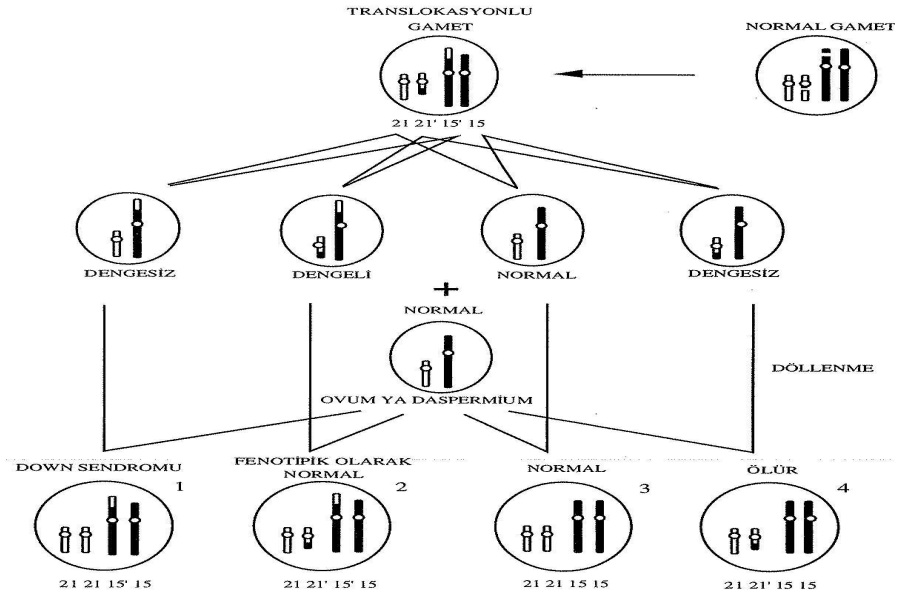 TRANSLOKASYONLU
GAMET
NORMAL GAMET
21 21' 15' 15
DENGESİZ
DENGELİ
NORMAL
DENGESİZ
+
NORMAL
DÖLLENME
OVUM YA DASPERMIUM
DOWN SENDROMU
1
FENOTİPİK OLARAK
NORMAL
2
NORMAL
3
ÖLÜR
4
21 21 15' 15
21 21' 15' 15
21 21 15 15
21 21' 15 15